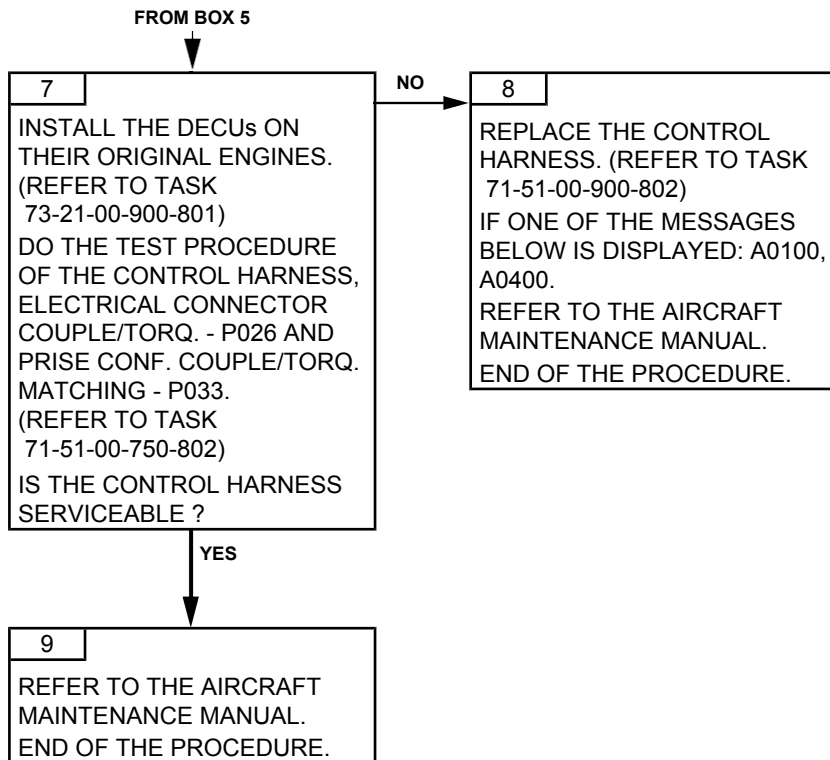 FROM BOX 5
7
INSTALL THE DECUs ON
THEIR ORIGINAL ENGINES.
(REFER TO TASK
73-21-00-900-801)
DO THE TEST PROCEDURE
OF THE CONTROL HARNESS,
ELECTRICAL CONNECTOR
COUPLE/TORQ. - P026 AND
PRISE CONF. COUPLE/TORQ.
MATCHING - P033.
(REFER TO TASK
71-51-00-750-802)
IS THE CONTROL HARNESS
SERVICEABLE ?
NO
8
REPLACE THE CONTROL
HARNESS. (REFER TO TASK
71-51-00-900-802)
IF ONE OF THE MESSAGES
BELOW IS DISPLAYED: A0100,
A0400.
REFER TO THE AIRCRAFT
MAINTENANCE MANUAL.
END OF THE PROCEDURE.
YES
9
REFER TO THE AIRCRAFT
MAINTENANCE MANUAL.
END OF THE PROCEDURE.